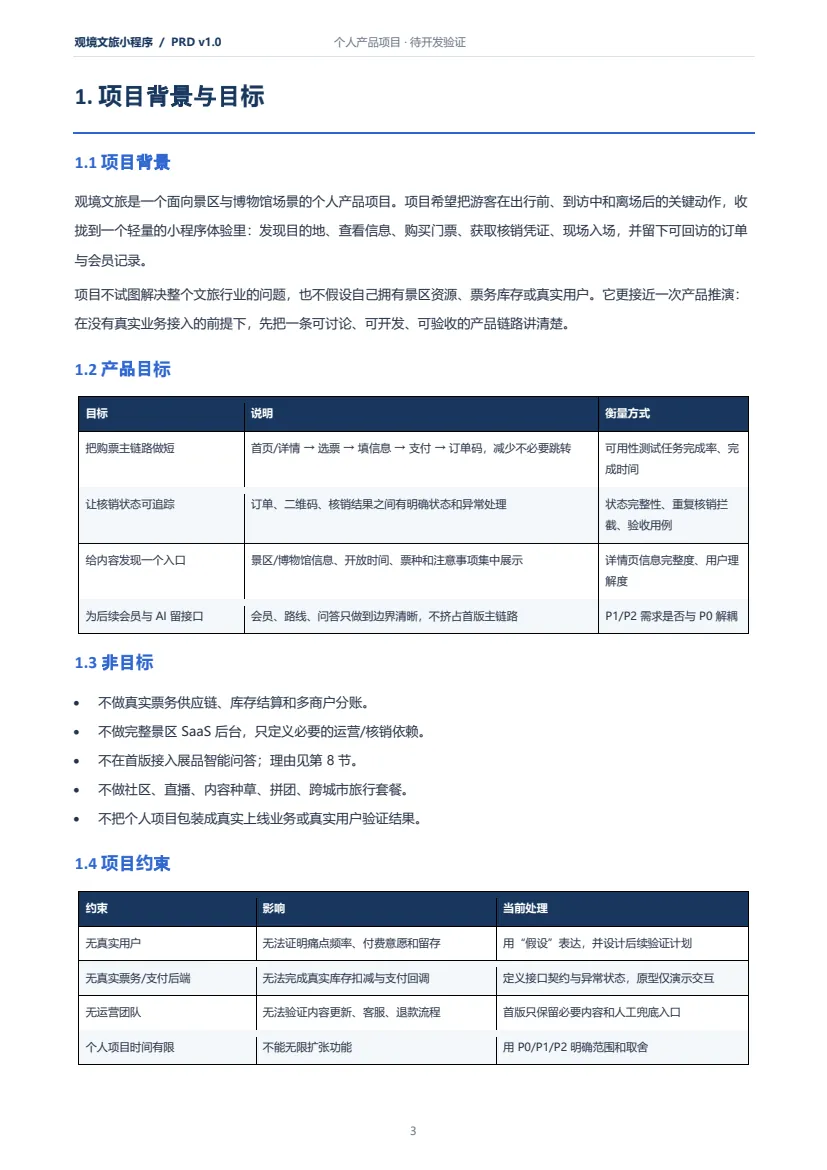 观境文旅小程序 / PRD v1.0 个人产品项目 · 待开发验证
1. 项目背景与目标
1.1 项目背景
观境文旅是一个面向景区与博物馆场景的个人产品项目。项目希望把游客在出行前、到访中和离场后的关键动作，收
拢到一个轻量的小程序体验里：发现目的地、查看信息、购买门票、获取核销凭证、现场入场，并留下可回访的订单
与会员记录。
项目不试图解决整个文旅行业的问题，也不假设自己拥有景区资源、票务库存或真实用户。它更接近一次产品推演：
在没有真实业务接入的前提下，先把一条可讨论、可开发、可验收的产品链路讲清楚。
1.2 产品目标
目标 说明 衡量方式
把购票主链路做短 首页/详情 → 选票 → 填信息 → 支付 → 订单码，减少不必要跳转 可用性测试任务完成率、完
成时间
让核销状态可追踪 订单、二维码、核销结果之间有明确状态和异常处理 状态完整性、重复核销拦
截、验收用例
给内容发现一个入口 景区/博物馆信息、开放时间、票种和注意事项集中展示 详情页信息完整度、用户理
解度
为后续会员与 AI 留接口 会员、路线、问答只做到边界清晰，不挤占首版主链路 P1/P2 需求是否与 P0 解耦
1.3 非目标
• 不做真实票务供应链、库存结算和多商户分账。
• 不做完整景区 SaaS 后台，只定义必要的运营/核销依赖。
• 不在首版接入展品智能问答；理由见第 8 节。
• 不做社区、直播、内容种草、拼团、跨城市旅行套餐。
• 不把个人项目包装成真实上线业务或真实用户验证结果。
1.4 项目约束
约束 影响 当前处理
无真实用户 无法证明痛点频率、付费意愿和留存 用“假设”表达，并设计后续验证计划
无真实票务/支付后端 无法完成真实库存扣减与支付回调 定义接口契约与异常状态，原型仅演示交互
无运营团队 无法验证内容更新、客服、退款流程 首版只保留必要内容和人工兜底入口
个人项目时间有限 不能无限扩张功能 用 P0/P1/P2 明确范围和取舍
3